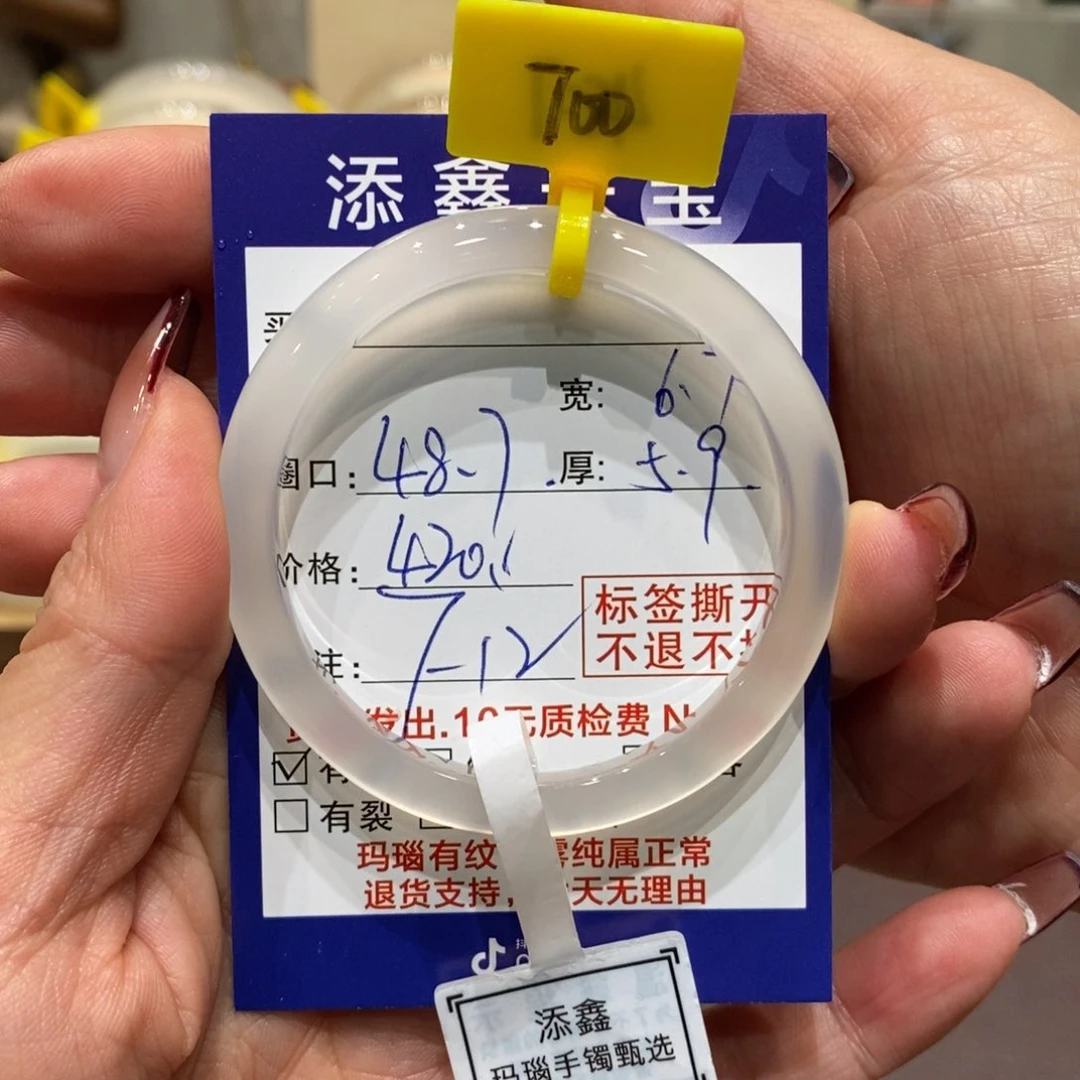 700
添鑫
宽: 6.7
圈口: 48.7 厚: 5.9
价格: 420
标签撕开
注: 7-12
不退不
发出.10元质检费 N
有
有裂
玛瑙有纹 纯属正常
退货支持, 天无理由
添鑫
玛瑙手镯甄选